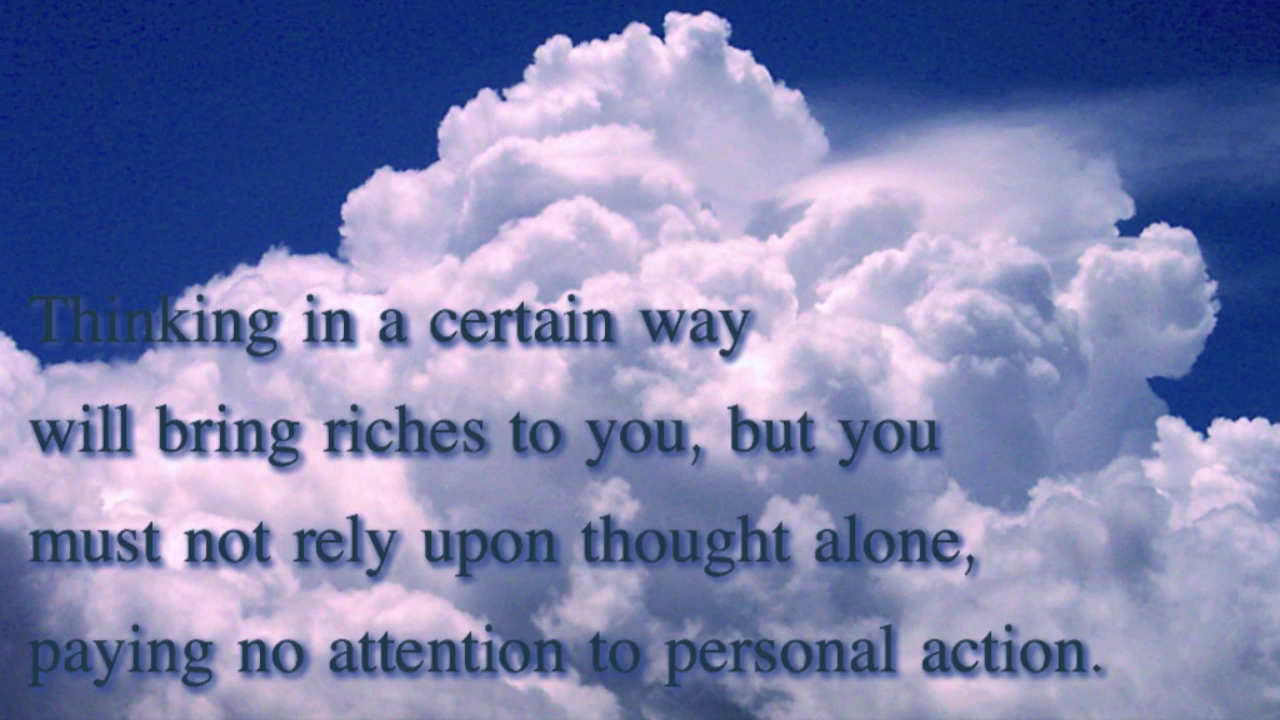 Thinking in a certain way
will bring riches to you, but you
must not rely upon thought alone,
paying no attention to personal action.